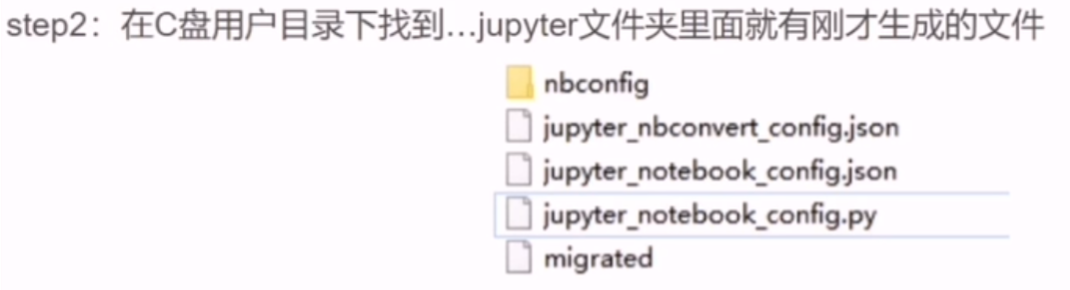 step2：在C盘用户目录下找到…jupyter文件夹里面就有刚才生成的文件
nbconfig
jupyter_nbconvert_config.json
jupyter_notebook_config.json
jupyter_notebook_config.py
migrated